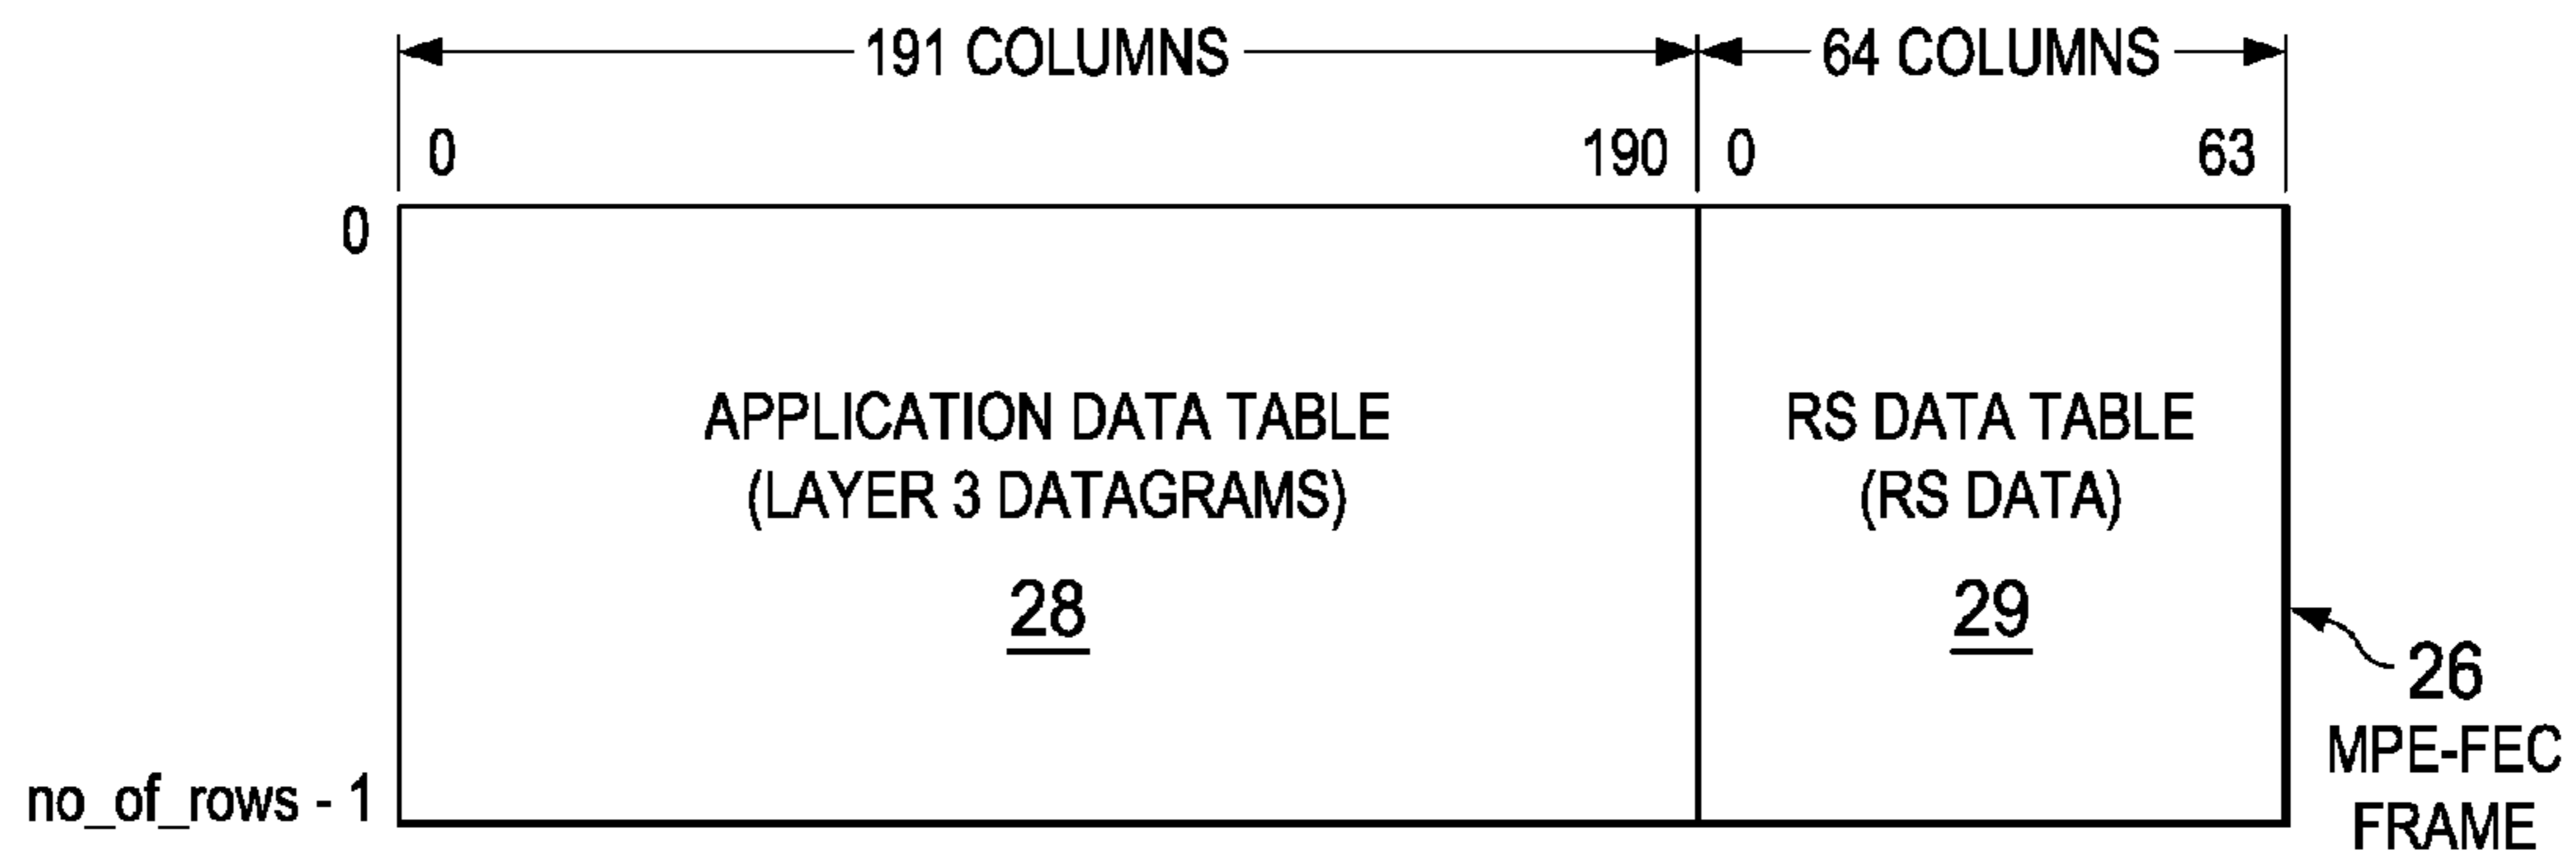 191 COLUMNS
64 COLUMNS
0
190
0
63
0
APPLICATION DATA TABLE
(LAYER 3 DATAGRAMS)
28
RS DATA TABLE
(RS DATA)
29
26
MPE-FEC
FRAME
no_of_rows - 1